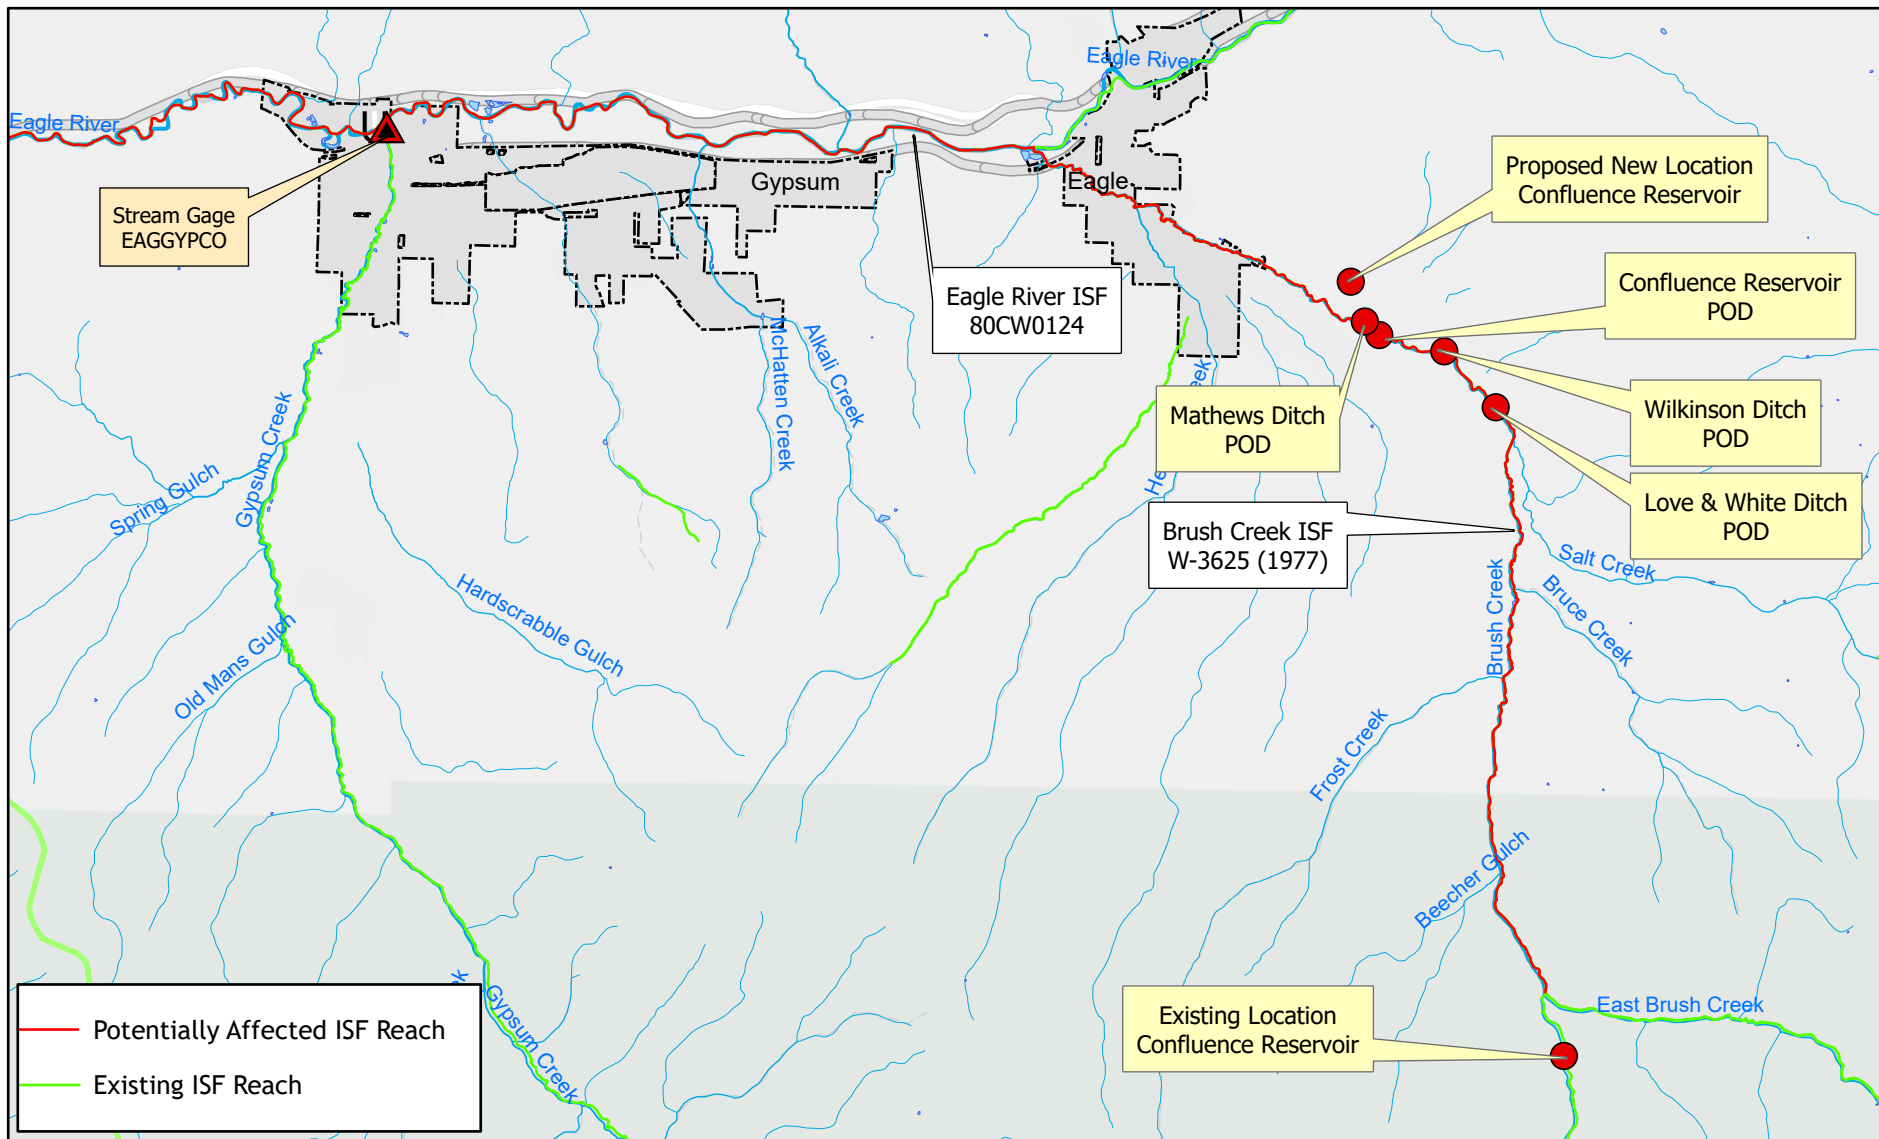 Eagle River
Eagle River
Stream Gage
EAGGYPCO
Gypsum
Eagle
Proposed New Location
Confluence Reservoir
Eagle River ISF
80CW0124
Confluence Reservoir
POD
Mathews Ditch
POD
Wilkinson Ditch
POD
Love & White Ditch
POD
McHatten Creek
Alkali Creek
Gypsum Creek
Spring Gulch
Brush Creek ISF
W-3625 (1977)
Salt Creek
Bruce Creek
Brush Creek
Hardscrabble Gulch
Old Mans Gulch
Frost Creek
Beecher Gulch
East Brush Creek
Existing Location
Confluence Reservoir
Gypsum Creek
Potentially Affected ISF Reach
Existing ISF Reach